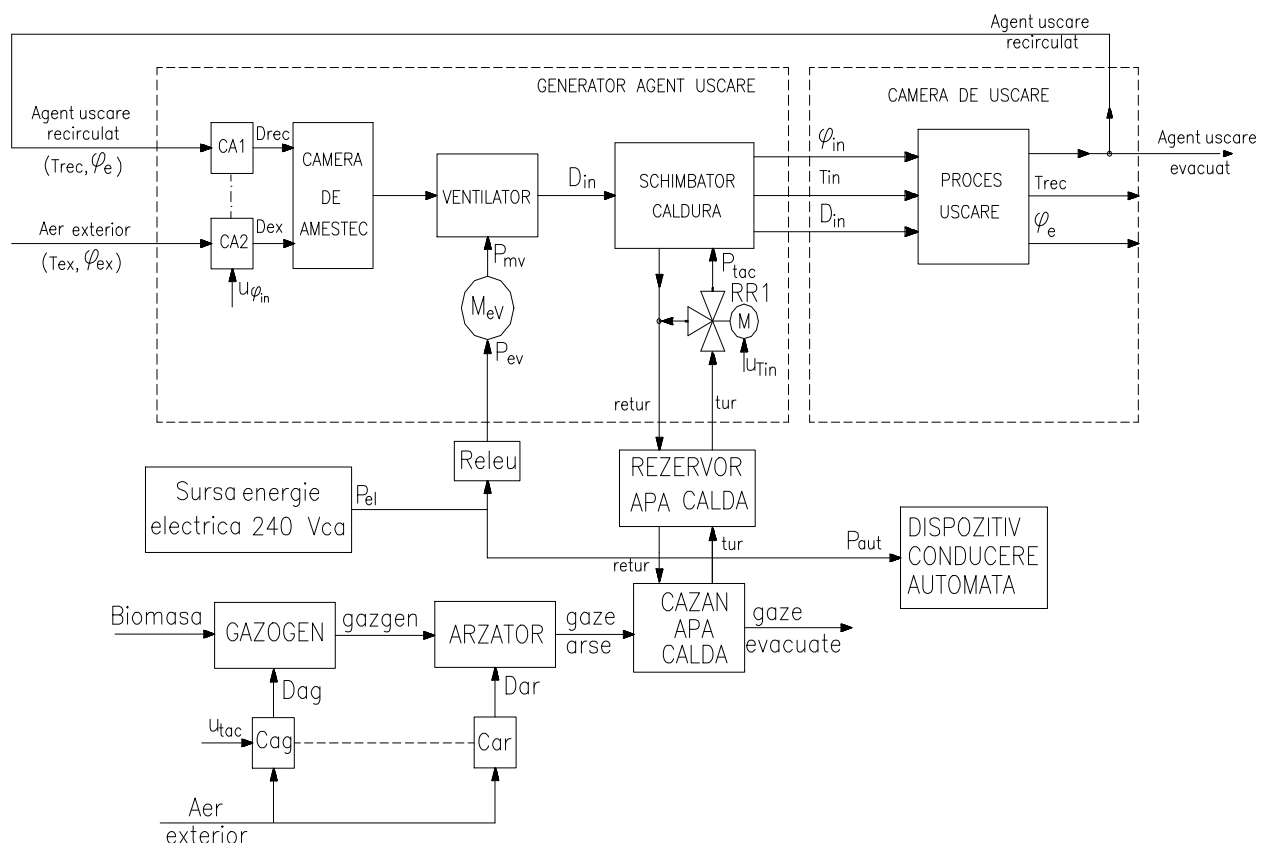 Agent uscare
recirculat
GENERATOR AGENT USCARE
CAMERA DE USCARE
Agent uscare
recirculat
(Trec, φe)
CA1
Drec
CAMERA
DE
AMESTEC
VENTILATOR
Din
SCHIMBATOR
CALDURA
φin
Tin
Din
PROCES
USCARE
Agent uscare
evacuat
Trec
φe
Aer exterior
(Tex, φex)
CA2
Dex
uφin
Pmv
MeV
Pev
Ptac
RR1
M
uTin
retur
tur
Releu
REZERVOR
APA CALDA
Sursa energie
electrica 240 Vca
Pel
retur
tur
Paut
DISPOZITIV
CONDUCERE
AUTOMATA
Biomasa
GAZOGEN
gazgen
ARZATOR
gaze
arse
CAZAN
APA
CALDA
gaze
evacuate
Dag
Dar
utac
Cag
Car
Aer
exterior